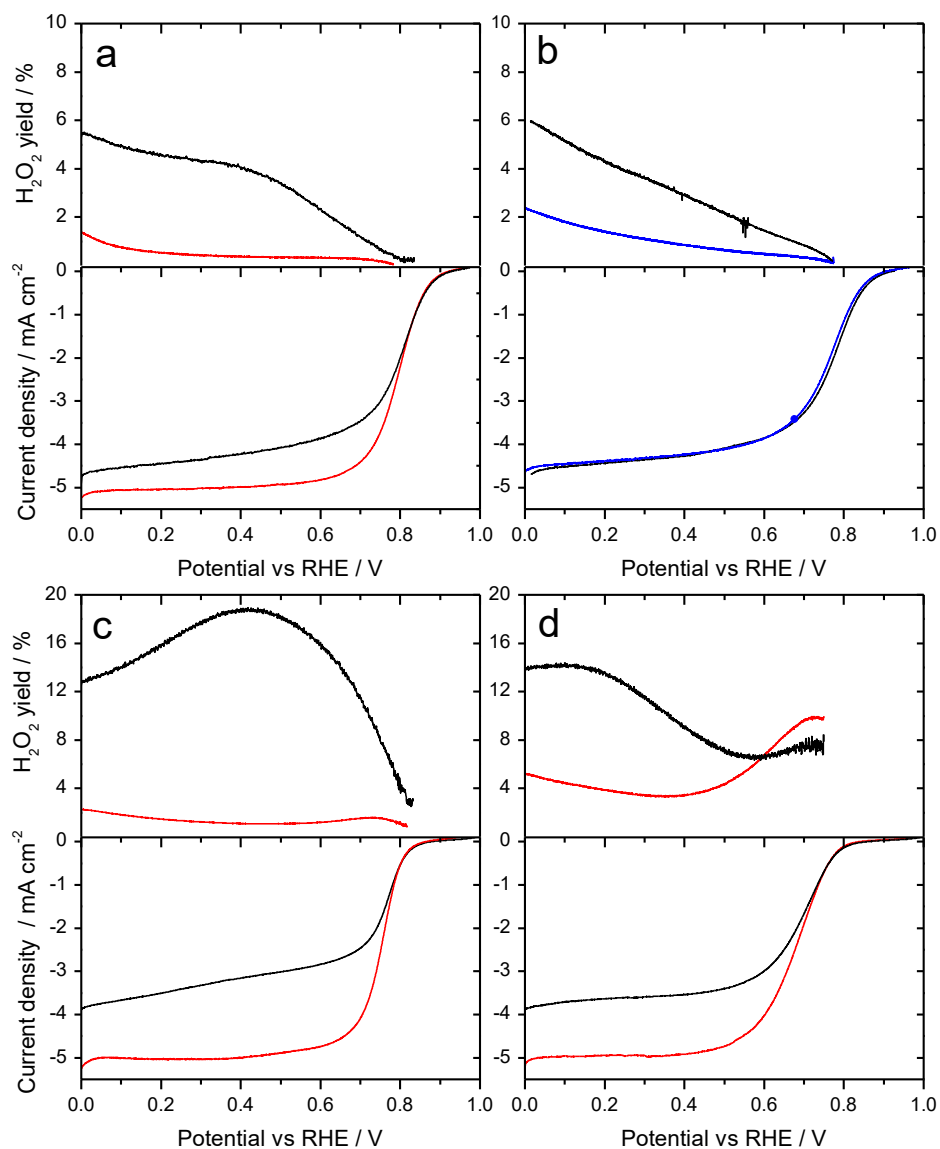 a
b
H₂O₂ yield / %
10
8
6
4
2
0
-1
-2
-3
-4
-5
Current density / mA cm⁻²
0.0 0.2 0.4 0.6 0.8 1.0
0.0 0.2 0.4 0.6 0.8 1.0
Potential vs RHE / V
Potential vs RHE / V
10
8
6
4
2
0
-1
-2
-3
-4
-5
c
d
H₂O₂ yield / %
20
16
12
8
4
0
-1
-2
-3
-4
-5
Current density / mA cm⁻²
0.0 0.2 0.4 0.6 0.8 1.0
0.0 0.2 0.4 0.6 0.8 1.0
Potential vs RHE / V
Potential vs RHE / V
20
16
12
8
4
0
-1
-2
-3
-4
-5